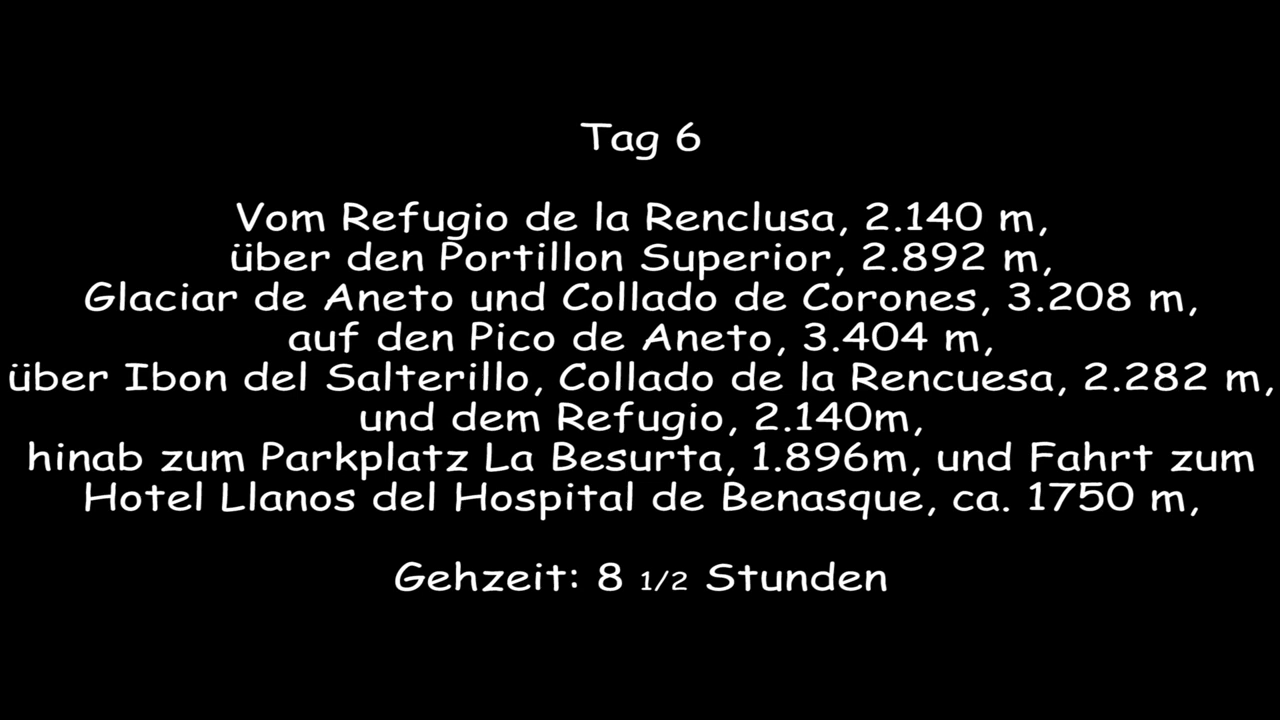 Tag 6
Vom Refugio de la Renclusa, 2.140 m,
über den Portillon Superior, 2.892 m,
Glaciar de Aneto und Collado de Corones, 3.208 m,
auf den Pico de Aneto, 3.404 m,
über Ibon del Salterillo, Collado de la Rencuesa, 2.282 m,
und dem Refugio, 2.140m,
hinab zum Parkplatz La Besurta, 1.896m, und Fahrt zum
Hotel Llanos del Hospital de Benasque, ca. 1750 m,
Gehzeit: 8 1/2 Stunden